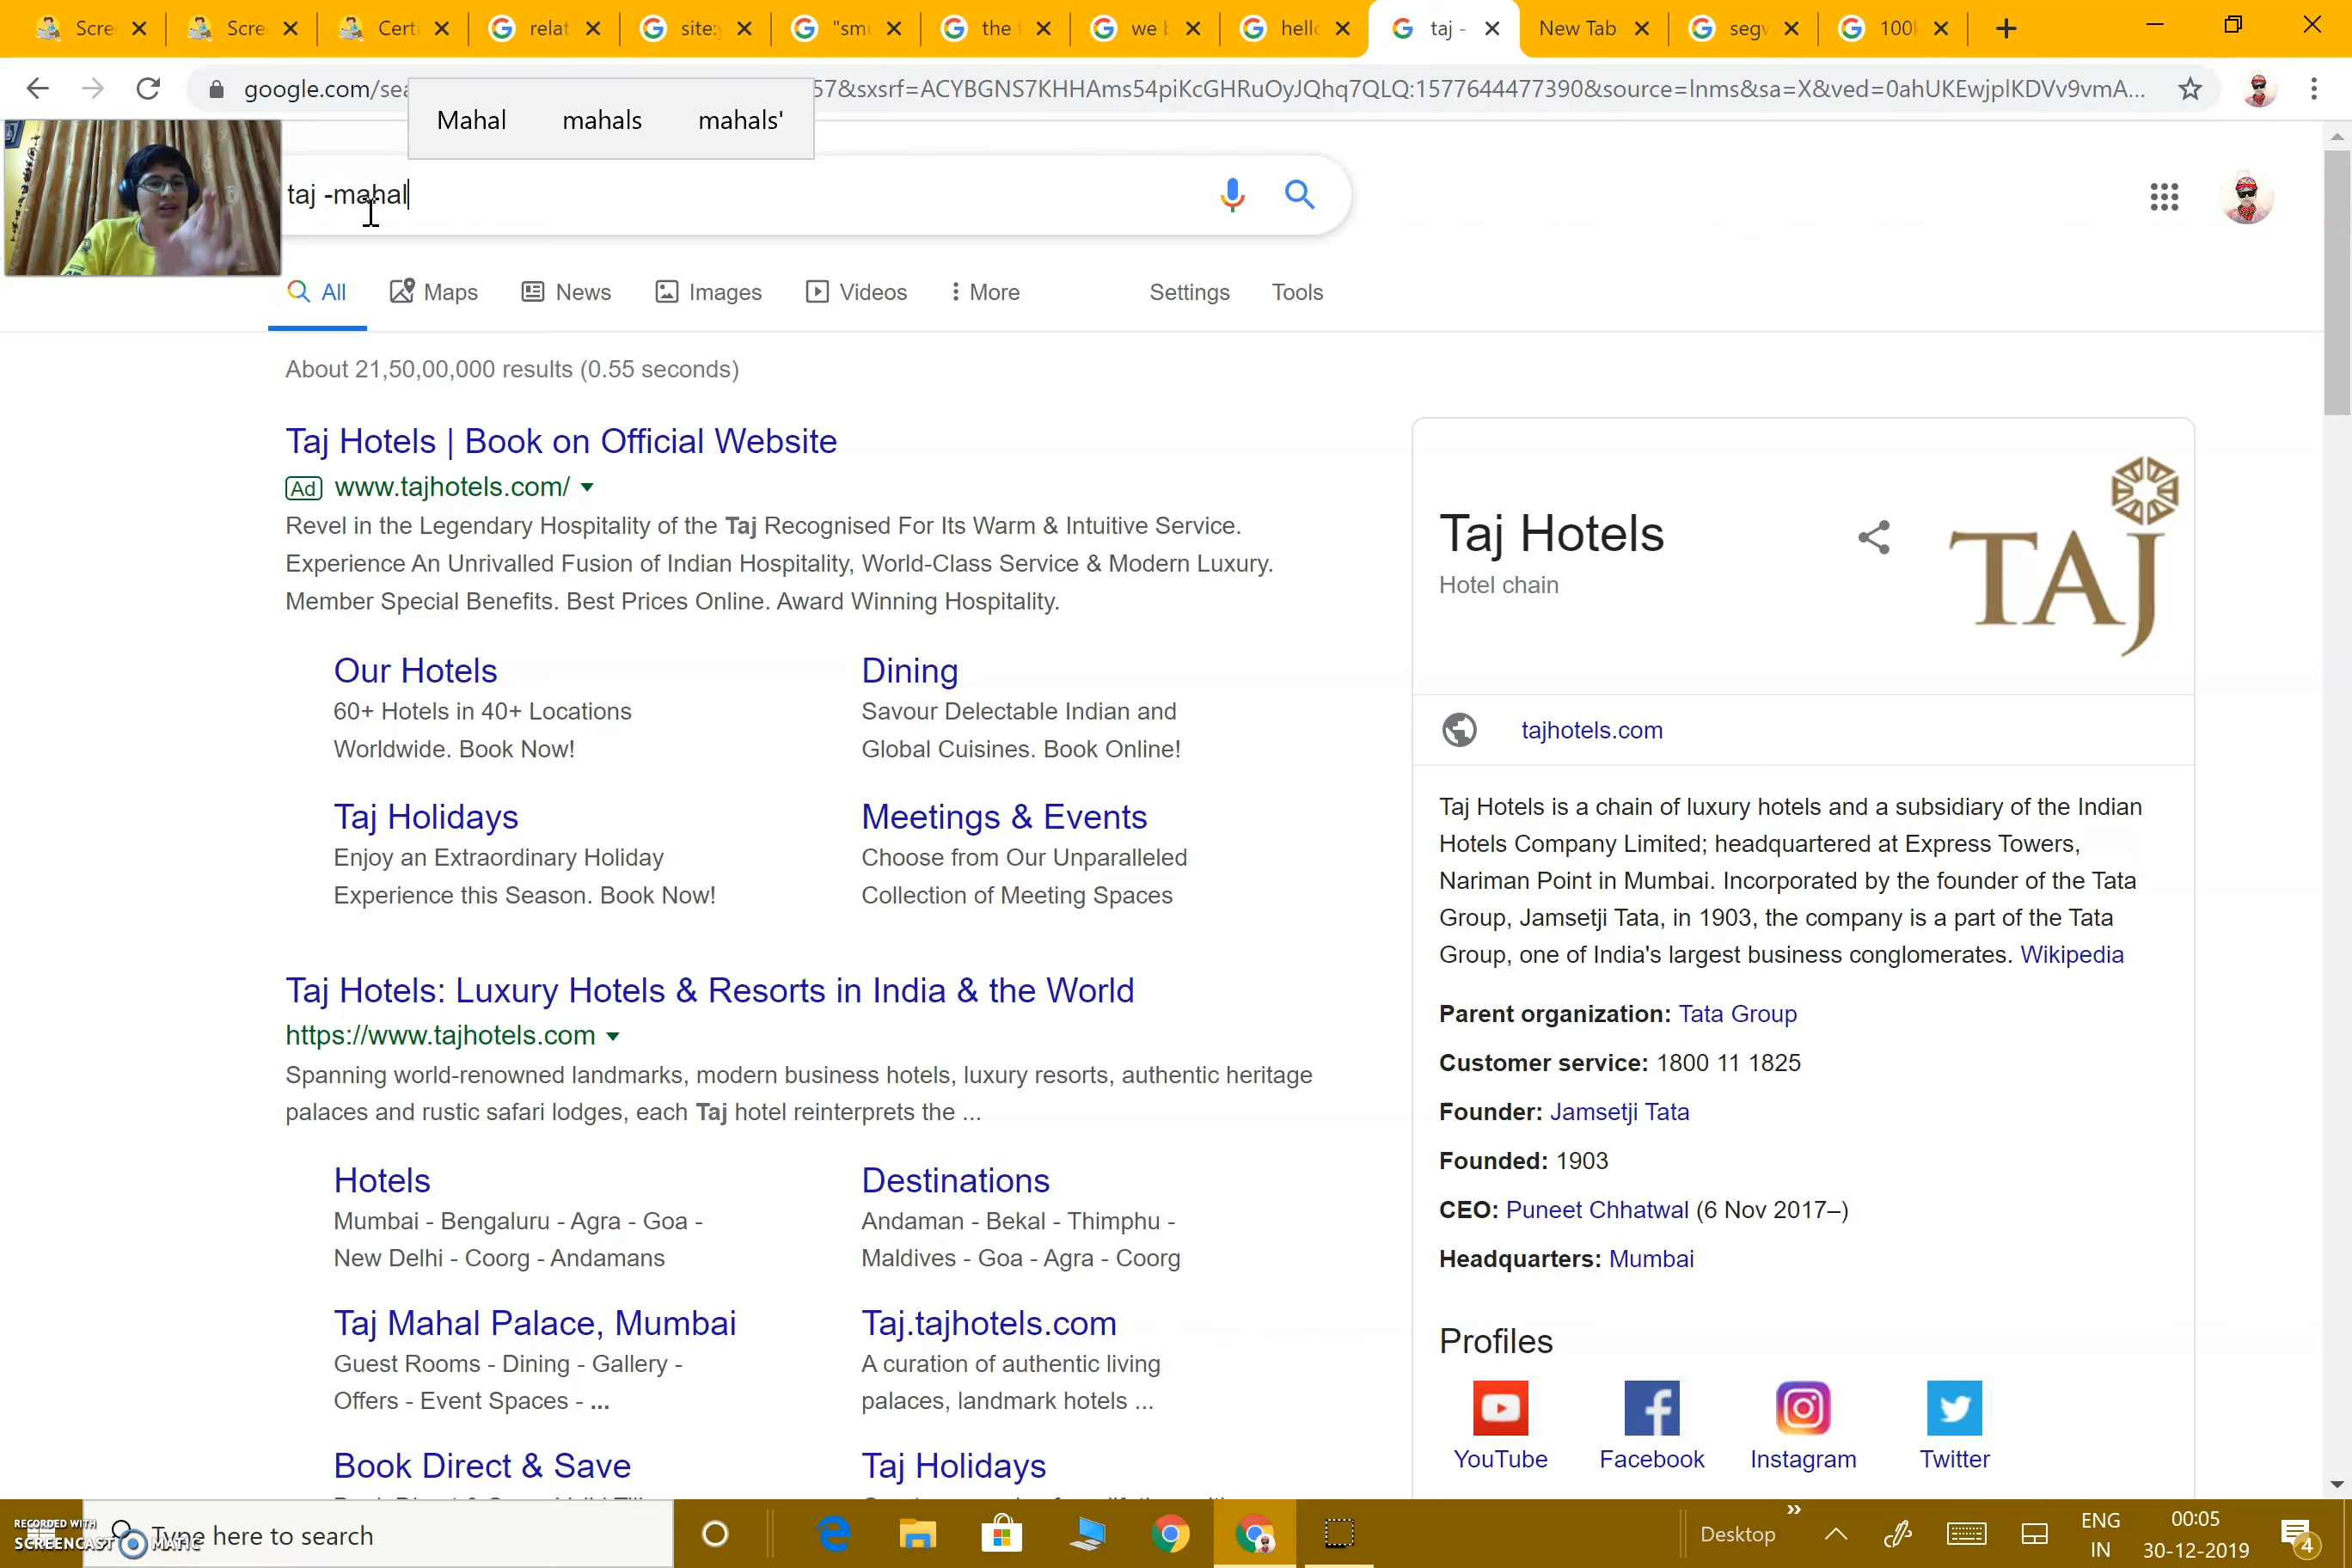 Scre
Scre
Certi
relat
site:
"smu
the
we b
hello
taj -
New Tab
segw
100
google.com/sea
57&sxsrf=ACYBGNS7KHHAms54piKcGHRuOyJQhq7QLQ:1577644477390&source=lnms&sa=X&ved=0ahUKEwjplKDVv9vmA...
Mahal mahals mahals'
taj -mahal
All Maps News Images Videos More Settings Tools
About 21,50,00,000 results (0.55 seconds)
Taj Hotels | Book on Official Website
Ad www.tajhotels.com/
Revel in the Legendary Hospitality of the Taj Recognised For Its Warm & Intuitive Service.
Experience An Unrivalled Fusion of Indian Hospitality, World-Class Service & Modern Luxury.
Member Special Benefits. Best Prices Online. Award Winning Hospitality.
Our Hotels
60+ Hotels in 40+ Locations
Worldwide. Book Now!
Dining
Savour Delectable Indian and
Global Cuisines. Book Online!
Taj Holidays
Enjoy an Extraordinary Holiday
Experience this Season. Book Now!
Meetings & Events
Choose from Our Unparalleled
Collection of Meeting Spaces
Taj Hotels: Luxury Hotels & Resorts in India & the World
https://www.tajhotels.com
Spanning world-renowned landmarks, modern business hotels, luxury resorts, authentic heritage
palaces and rustic safari lodges, each Taj hotel reinterprets the ...
Hotels
Mumbai - Bengaluru - Agra - Goa -
New Delhi - Coorg - Andamans
Destinations
Andaman - Bekal - Thimphu -
Maldives - Goa - Agra - Coorg
Taj Mahal Palace, Mumbai
Guest Rooms - Dining - Gallery -
Offers - Event Spaces - ...
Taj.tajhotels.com
A curation of authentic living
palaces, landmark hotels ...
Book Direct & Save
Taj Holidays
Taj Hotels
Hotel chain
TAJ
tajhotels.com
Taj Hotels is a chain of luxury hotels and a subsidiary of the Indian
Hotels Company Limited; headquartered at Express Towers,
Nariman Point in Mumbai. Incorporated by the founder of the Tata
Group, Jamsetji Tata, in 1903, the company is a part of the Tata
Group, one of India's largest business conglomerates. Wikipedia
Parent organization: Tata Group
Customer service: 1800 11 1825
Founder: Jamsetji Tata
Founded: 1903
CEO: Puneet Chhatwal (6 Nov 2017–)
Headquarters: Mumbai
Profiles
YouTube Facebook Instagram Twitter
RECORDED WITH
SCREENCAST MATIC
Type here to search
Desktop
ENG
IN
00:05
30-12-2019
4